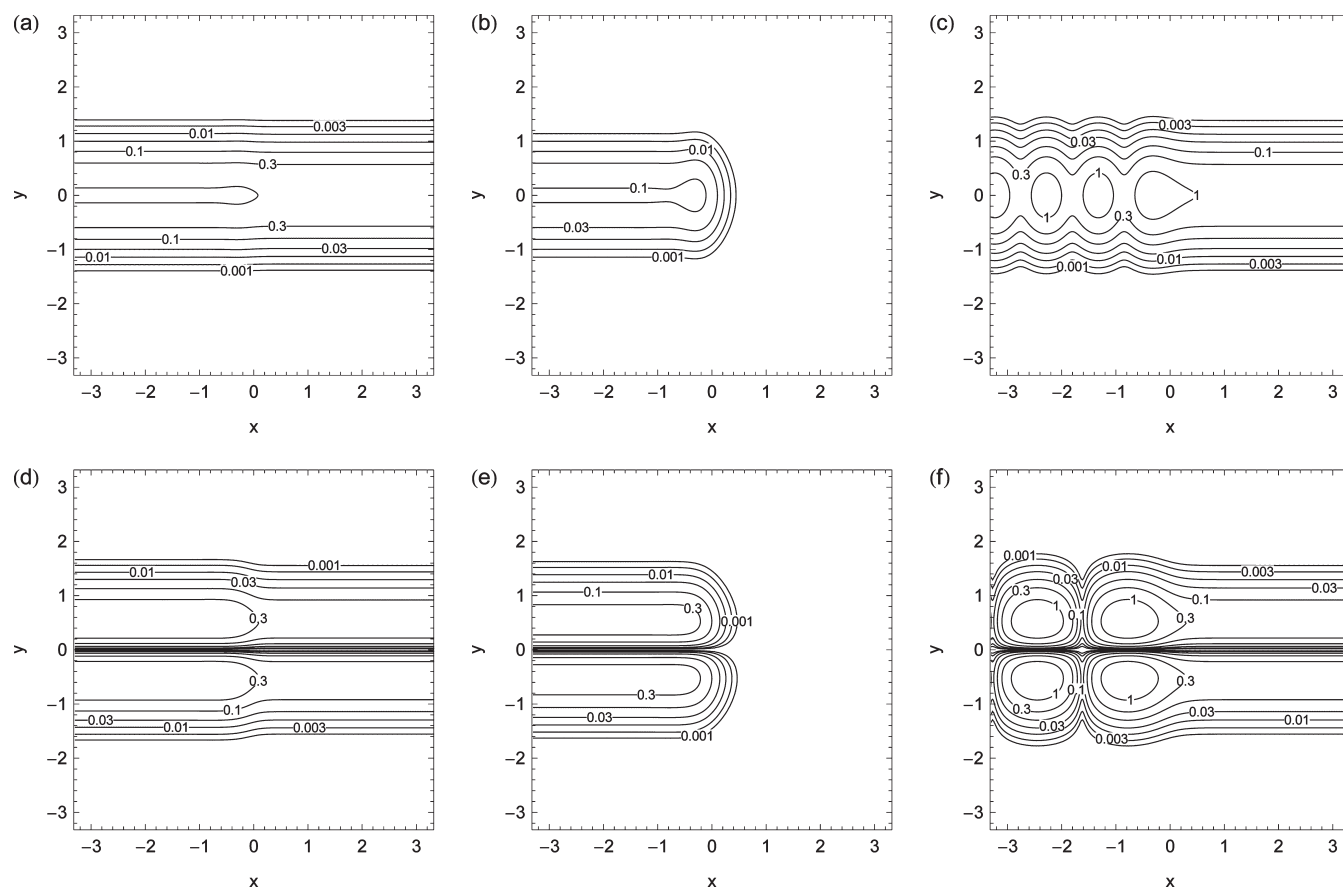 (a) (b) (c)
3 3 3
2 2 2
0.003
0.003
0.01 0.03
1 1 1
0.01
0.1 0.1
0.3
0.3 1
y 0 y 0.1 0 y 0 1
0.3 1 0.3
0.1 0.03
0.03
−1 −1 −1
0.01 0.001 0.01
0.001 0.001 0.003
−2 −2 −2
−3 −3 −3
−3 −2 −1 0 1 2 3 −3 −2 −1 0 1 2 3 −3 −2 −1 0 1 2 3
x x x
(d) (e) (f)
3 3 3
2 2 2
0.001 0.001
0.01 0.01 0.01 0.003
0.03 0.03
1 0.1 1 0.3 0.03
1 0.1
0.3 0.3 0.001 1 0.1 1 0.3
y 0 y 0 y 0
0.3 0.1 0.3
0.3 1 1
−1 0.1 −1 −1 0.3
0.03 0.03 0.03 0.01
0.01 0.003 0.03
0.001 0.003
−2 −2 −2
−3 −3 −3
−3 −2 −1 0 1 2 3 −3 −2 −1 0 1 2 3 −3 −2 −1 0 1 2 3
x x x